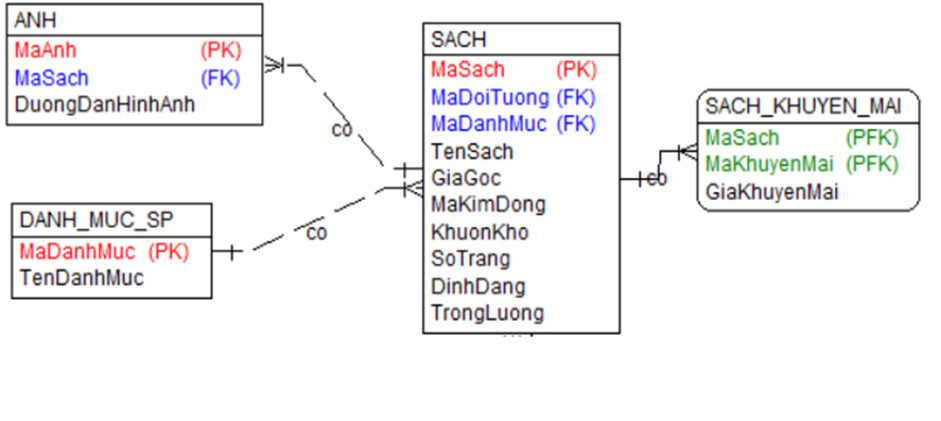 ANH
MaAnh (PK)
MaSach (FK)
DuongDanHinhAnh
co
DANH_MUC_SP
MaDanhMuc (PK)
TenDanhMuc
co
SACH
MaSach (PK)
MaDoiTuong (FK)
MaDanhMuc (FK)
TenSach
GiaGoc
MaKimDong
KhuonKho
SoTrang
DinhDang
TrongLuong
co
SACH_KHUYEN_MAI
MaSach (PFK)
MaKhuyenMai (PFK)
GiaKhuyenMai